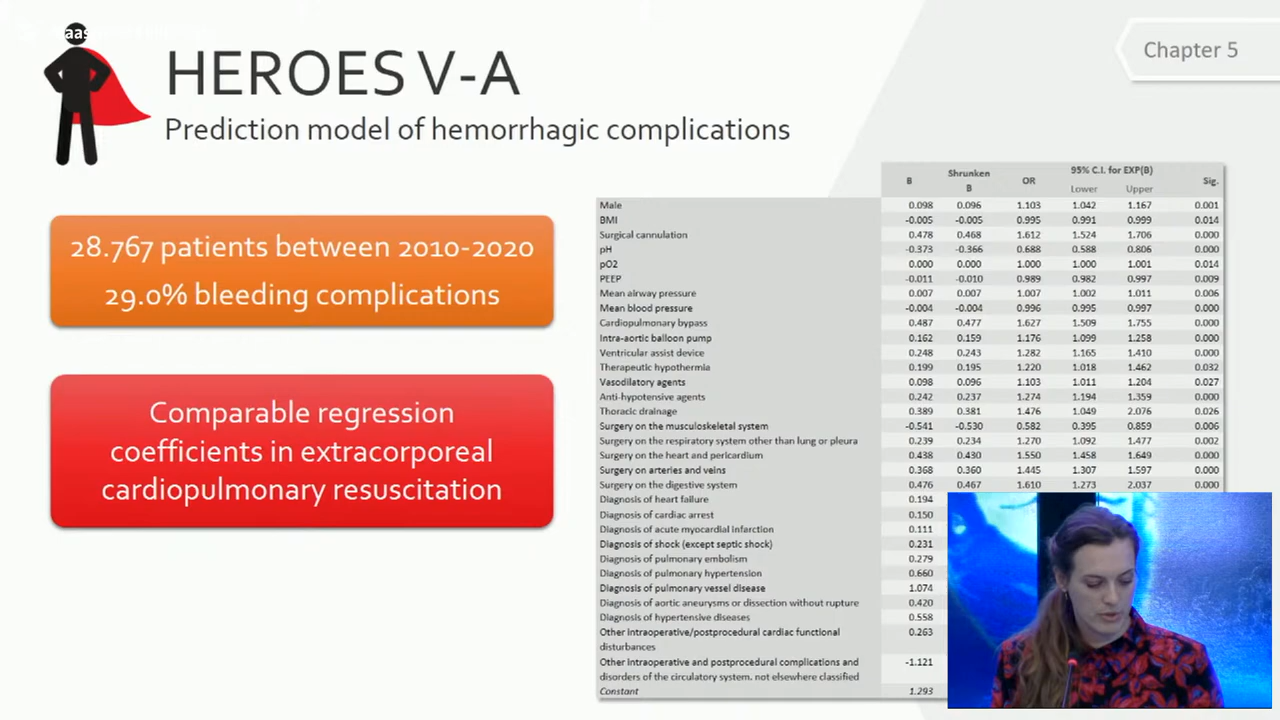 HEROES V-A
Prediction model of hemorrhagic complications
Chapter 5
28.767 patients between 2010-2020
29.0% bleeding complications
Comparable regression
coefficients in extracorporeal
cardiopulmonary resuscitation
B Shrunken B OR 95% C.I. for EXP(B) Sig.
Lower Upper
Male 0.098 0.096 1.103 1.042 1.167 0.001
BMI -0.005 -0.005 0.995 0.991 0.999 0.014
Surgical cannulation 0.478 0.468 1.612 1.524 1.706 0.000
pH -0.373 -0.366 0.688 0.588 0.806 0.000
pO2 0.000 0.000 1.000 1.000 1.001 0.014
PEEP -0.011 -0.010 0.989 0.982 0.997 0.009
Mean airway pressure 0.007 0.007 1.007 1.002 1.011 0.006
Mean blood pressure -0.004 -0.004 0.996 0.995 0.997 0.000
Cardiopulmonary bypass 0.487 0.477 1.627 1.509 1.755 0.000
Intra-aortic balloon pump 0.162 0.159 1.176 1.099 1.258 0.000
Ventricular assist device 0.248 0.243 1.282 1.165 1.410 0.000
Therapeutic hypothermia 0.199 0.195 1.220 1.018 1.462 0.032
Vasodilatory agents 0.098 0.096 1.103 1.011 1.204 0.027
Anti-hypotensive agents 0.242 0.237 1.274 1.194 1.359 0.000
Thoracic drainage 0.389 0.381 1.476 1.049 2.076 0.026
Surgery on the musculoskeletal system -0.541 -0.530 0.582 0.395 0.859 0.006
Surgery on the respiratory system other than lung or pleura 0.239 0.234 1.270 1.092 1.477 0.002
Surgery on the heart and pericardium 0.438 0.430 1.550 1.458 1.649 0.000
Surgery on arteries and veins 0.368 0.360 1.445 1.307 1.597 0.000
Surgery on the digestive system 0.476 0.467 1.610 1.273 2.037 0.000
Diagnosis of heart failure 0.194
Diagnosis of cardiac arrest 0.150
Diagnosis of acute myocardial infarction 0.111
Diagnosis of shock (except septic shock) 0.231
Diagnosis of pulmonary embolism 0.279
Diagnosis of pulmonary hypertension 0.660
Diagnosis of pulmonary vessel disease 1.074
Diagnosis of aortic aneurysms or dissection without rupture 0.420
Diagnosis of hypertensive diseases 0.558
Other intraoperative/postprocedural cardiac functional 0.263
disturbances
Other intraoperative and postprocedural complications and -1.121
disorders of the circulatory system, not elsewhere classified
Constant 1.293